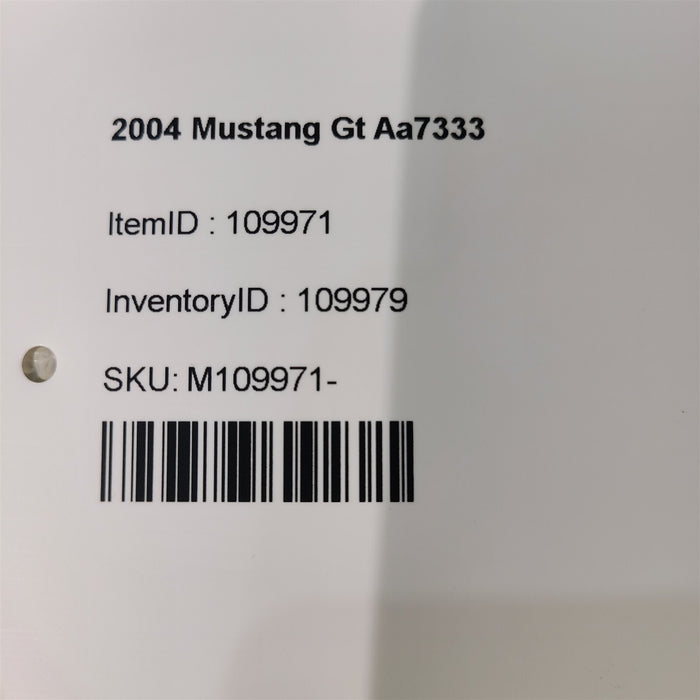 2004 Mustang Gt Aa7333
ItemID : 109971
InventoryID : 109979
SKU: M109971-